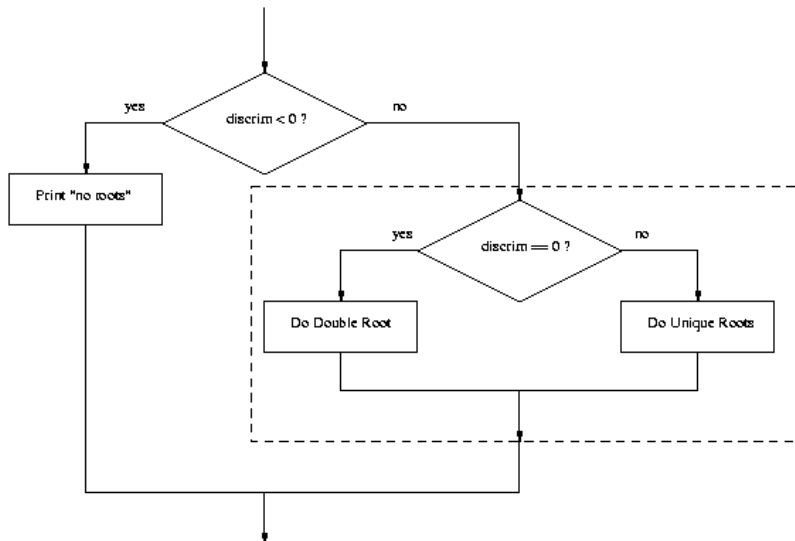 discrim < 0 ?
yes
no
Print "no roots"
discrim == 0 ?
yes
no
Do Double Root
Do Unique Roots